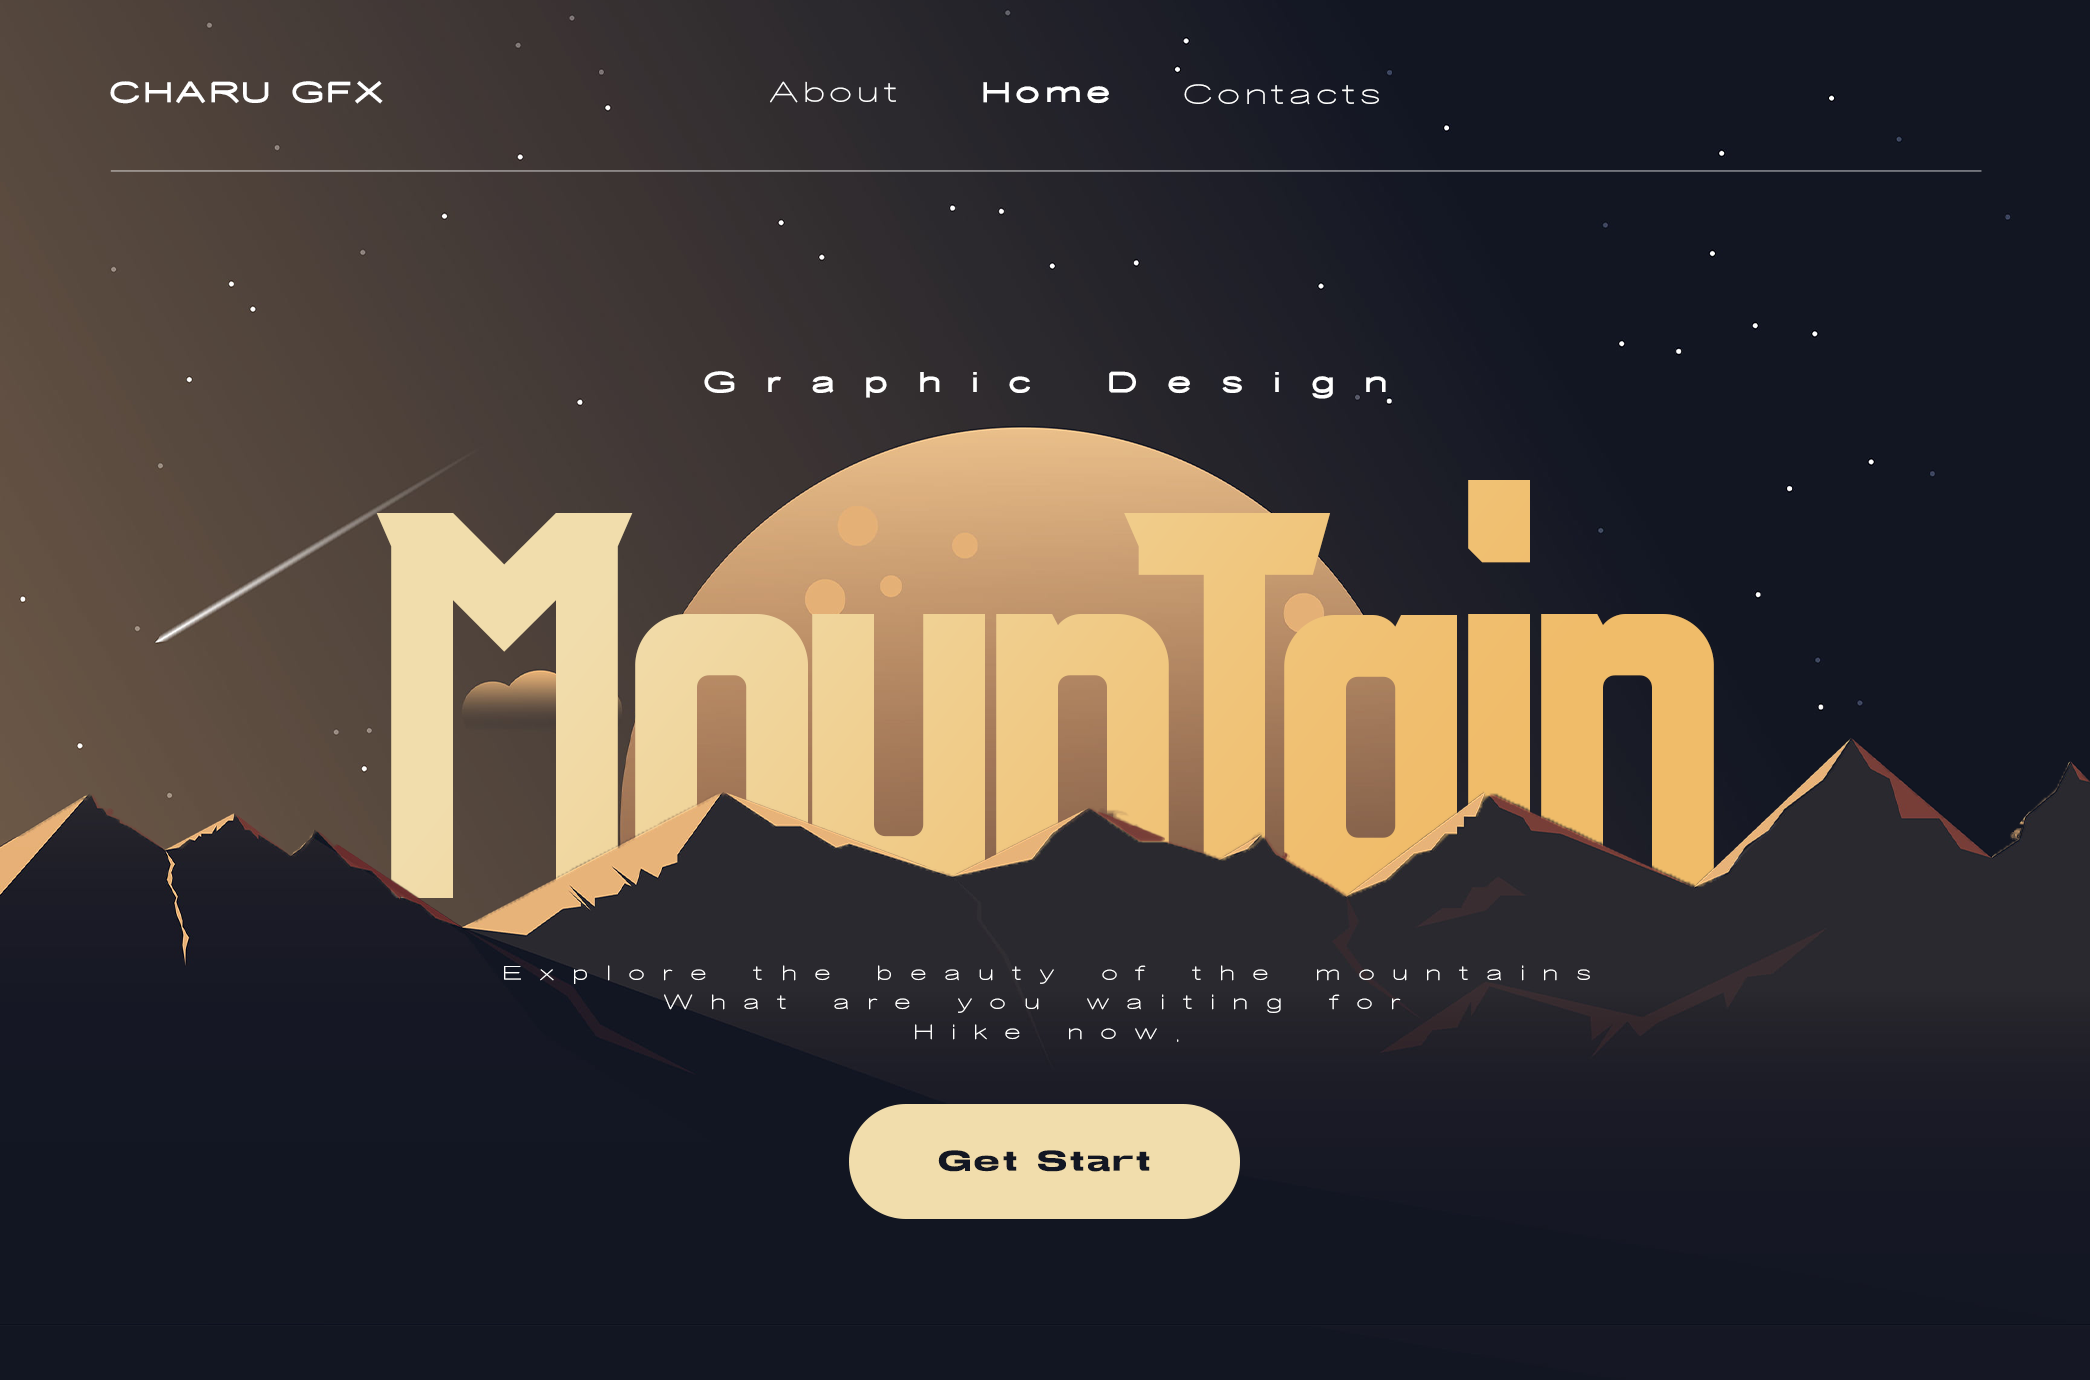 CHARU GFX
About Home Contacts
Graphic Design
MounTain
Explore the beauty of the mountains
What are you waiting for
Hike now.
Get Start